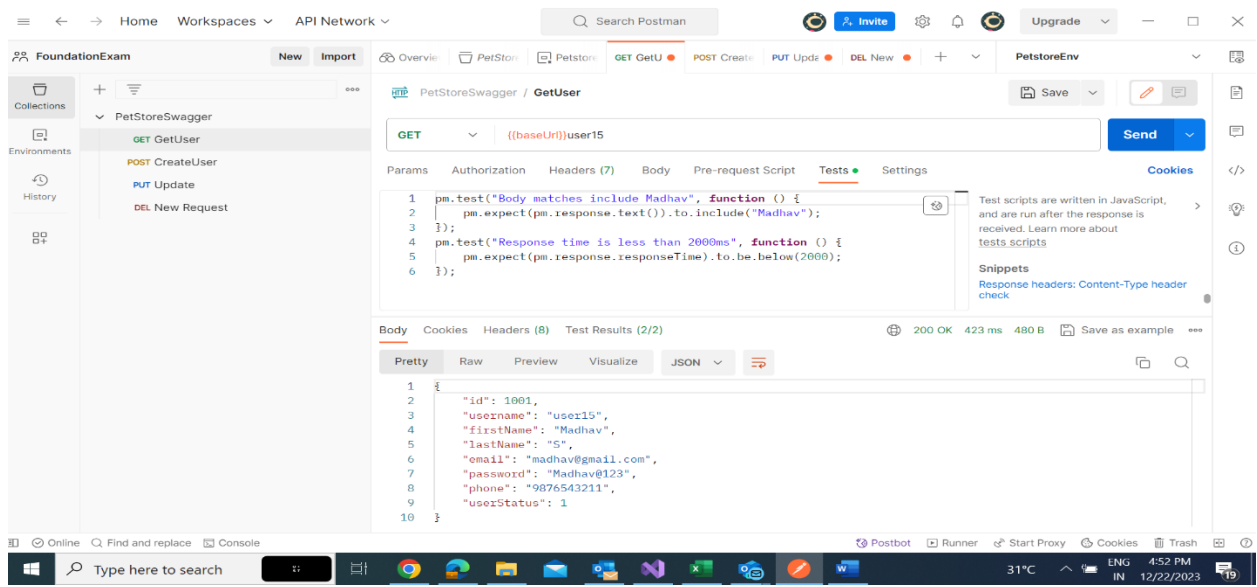 Home Workspaces API Network Search Postman Invite Upgrade
FoundationExam New Import Overvie PetStor Petstore GET GetU POST Create PUT Upda DEL New PetstoreEnv
Collections
Environments
History
PetStoreSwagger
GET GetUser
POST CreateUser
PUT Update
DEL New Request
HTTP PetStoreSwagger / GetUser Save
GET {{baseUrl}}user15 Send
Params Authorization Headers (7) Body Pre-request Script Tests Settings Cookies
1 pm.test("Body matches include Madhav", function () {
2 pm.expect(pm.response.text()).to.include("Madhav");
3 });
4 pm.test("Response time is less than 2000ms", function () {
5 pm.expect(pm.response.responseTime).to.be.below(2000);
6 });
Test scripts are written in JavaScript,
and are run after the response is
received. Learn more about
tests scripts
Snippets
Response headers: Content-Type header
check
Body Cookies Headers (8) Test Results (2/2) 200 OK 423 ms 480 B Save as example
Pretty Raw Preview Visualize JSON
1 {
2 "id": 1001,
3 "username": "user15",
4 "firstName": "Madhav",
5 "lastName": "S",
6 "email": "madhav@gmail.com",
7 "password": "Madhav@123",
8 "phone": "9876543211",
9 "userStatus": 1
10 }
Online Find and replace Console Postbot Runner Start Proxy Cookies Trash
Type here to search 31°C ENG 4:52 PM
IN 12/22/2023 19